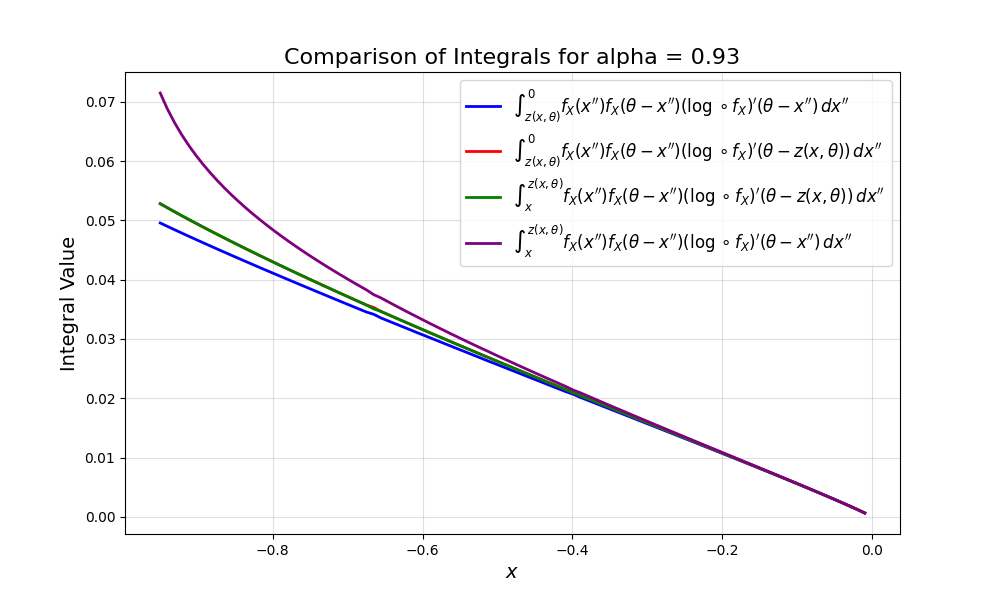 Comparison of Integrals for alpha = 0.93
∫_{z(x, θ)}^{0} f_X(x″)f_X(θ − x″)(log ∘ f_X)′(θ − x″) dx″
∫_{z(x, θ)}^{0} f_X(x″)f_X(θ − x″)(log ∘ f_X)′(θ − z(x, θ)) dx″
∫_{x}^{z(x, θ)} f_X(x″)f_X(θ − x″)(log ∘ f_X)′(θ − z(x, θ)) dx″
∫_{x}^{z(x, θ)} f_X(x″)f_X(θ − x″)(log ∘ f_X)′(θ − x″) dx″
Integral Value
0.07
0.06
0.05
0.04
0.03
0.02
0.01
0.00
−0.8 −0.6 −0.4 −0.2 0.0
x